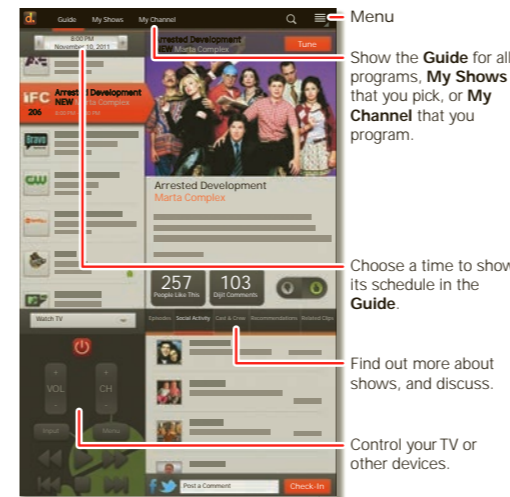 d. Guide My Shows My Channel
Menu
8:00 PM
November 10, 2011
Arrested Development
NEW Marta Complex
Tune
Show the Guide for all
programs, My Shows
that you pick, or My
Channel that you
program.
A&E
IFC
206
Arrested Development
NEW Marta Complex
Bravo
CW
Arrested Development
Marta Complex
Choose a time to show
its schedule in the
Guide.
257
People Like This
103
Dijit Comments
MTV
Watch TV
Episodes Social Activity Cast & Crew Recommendations Related Clips
Find out more about
shows, and discuss.
+ +
VOL CH
- -
Input Menu
Control your TV or
other devices.
f Post a Comment Check-In